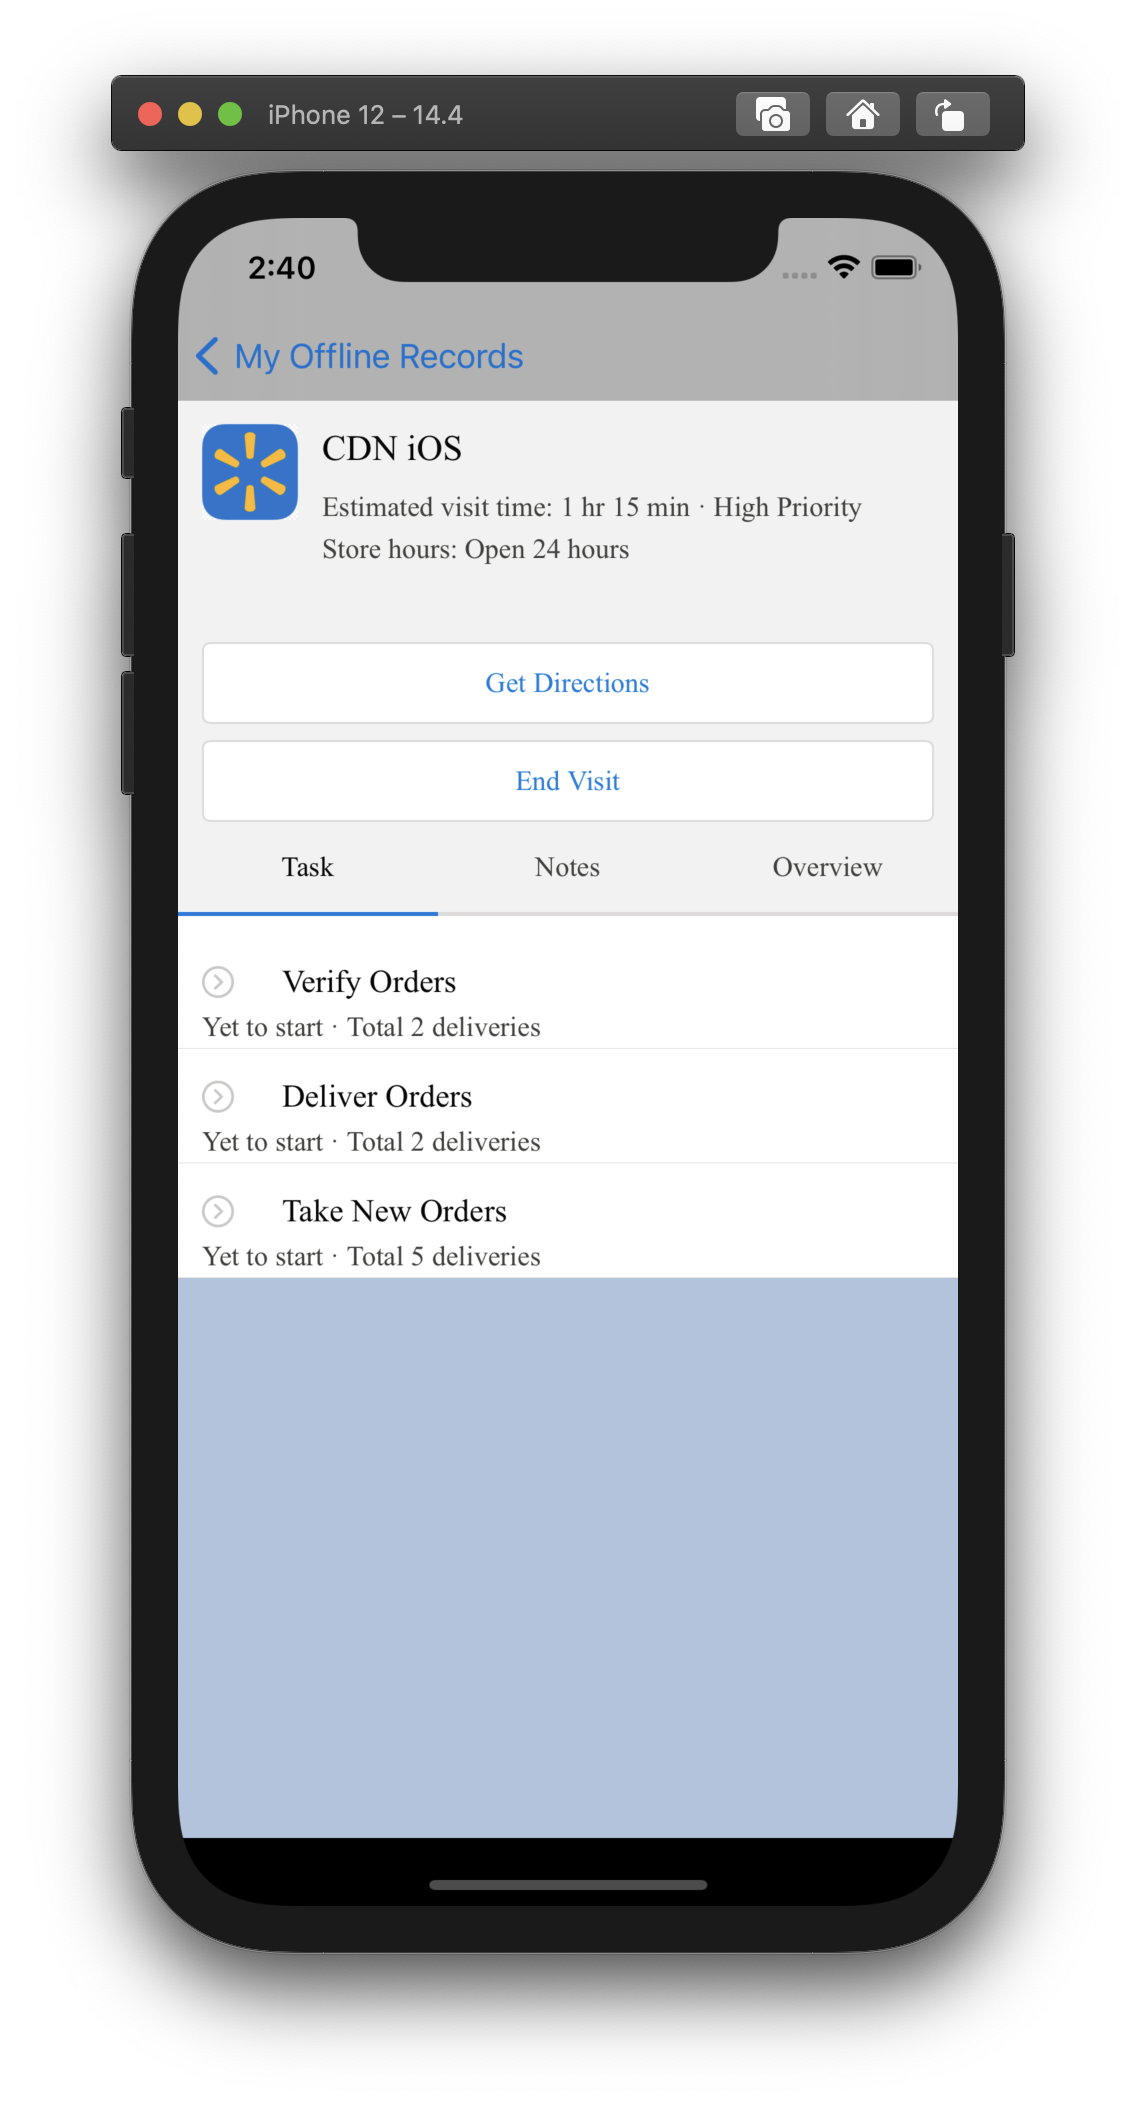 iPhone 12 – 14.4
2:40
My Offline Records
CDN iOS
Estimated visit time: 1 hr 15 min · High Priority
Store hours: Open 24 hours
Get Directions
End Visit
Task Notes Overview
Verify Orders
Yet to start · Total 2 deliveries
Deliver Orders
Yet to start · Total 2 deliveries
Take New Orders
Yet to start · Total 5 deliveries